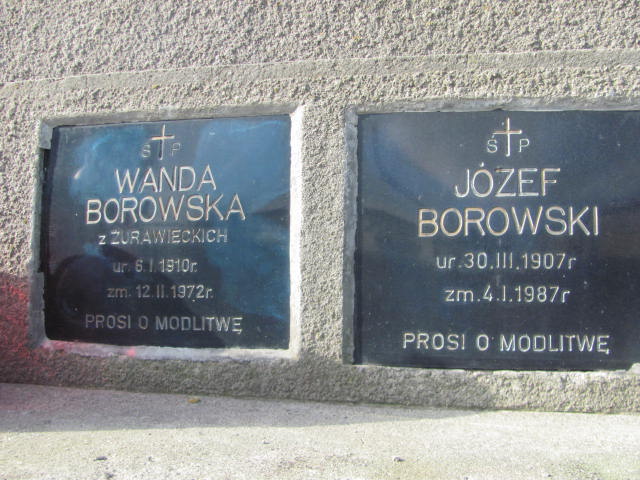 Ś P
WANDA
BOROWSKA
z ŻURAWIECKICH
ur. 6.I.1910r.
zm. 12.II.1972r.
PROSI O MODLITWĘ
Ś P
JÓZEF
BOROWSKI
ur.30.III.1907r
zm.4.I.1987r
PROSI O MODLITWĘ